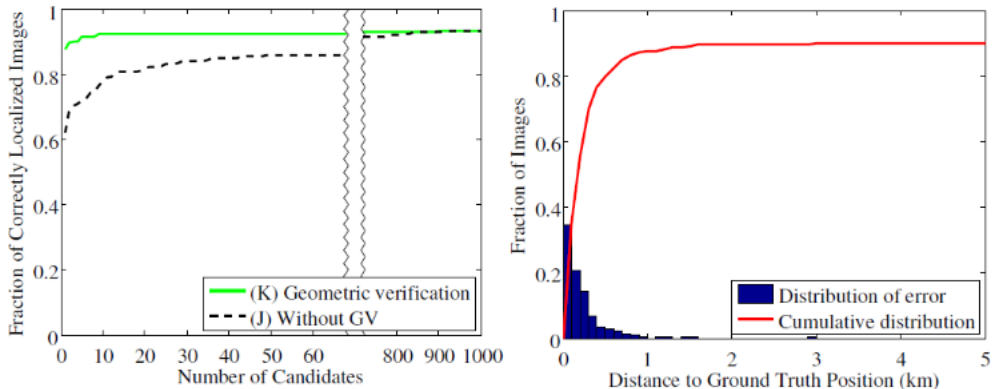 1
0.8
0.6
0.4
0.2
0
Fraction of Correctly Localized Images
(K) Geometric verification
(J) Without GV
0 10 20 30 40 50 60 800 900 1000
Number of Candidates
1
0.8
0.6
0.4
0.2
0
Fraction of Images
Distribution of error
Cumulative distribution
0 1 2 3 4 5
Distance to Ground Truth Position (km)